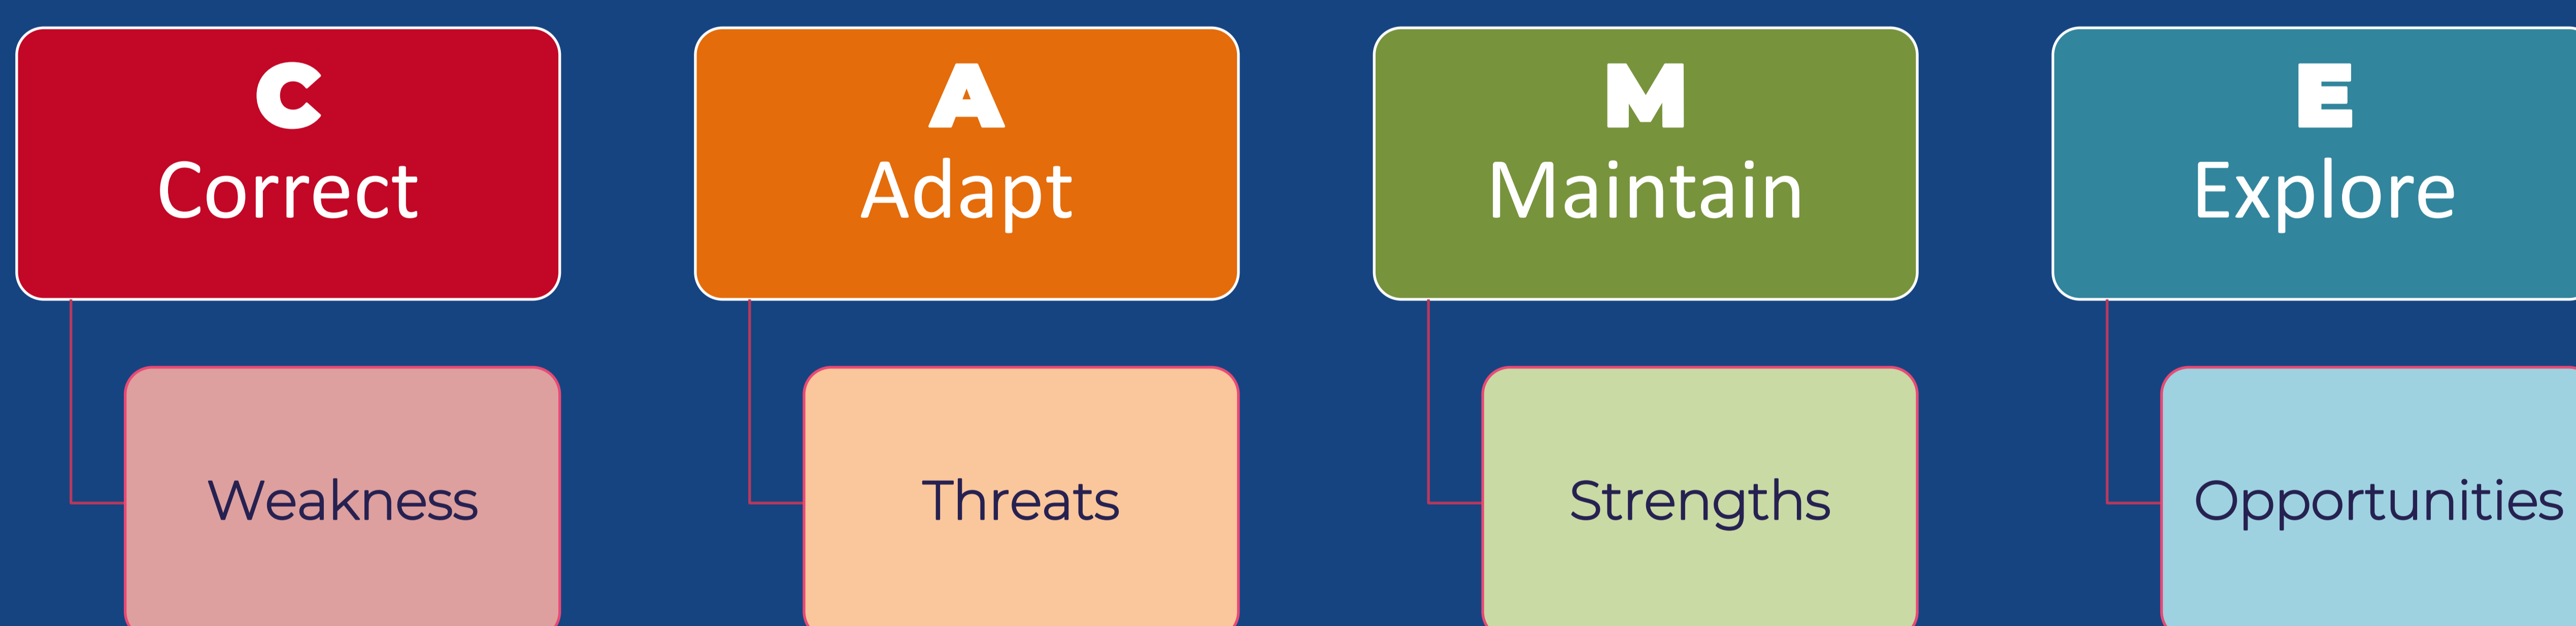 C
Correct
Weakness
A
Adapt
Threats
M
Maintain
Strengths
E
Explore
Opportunities